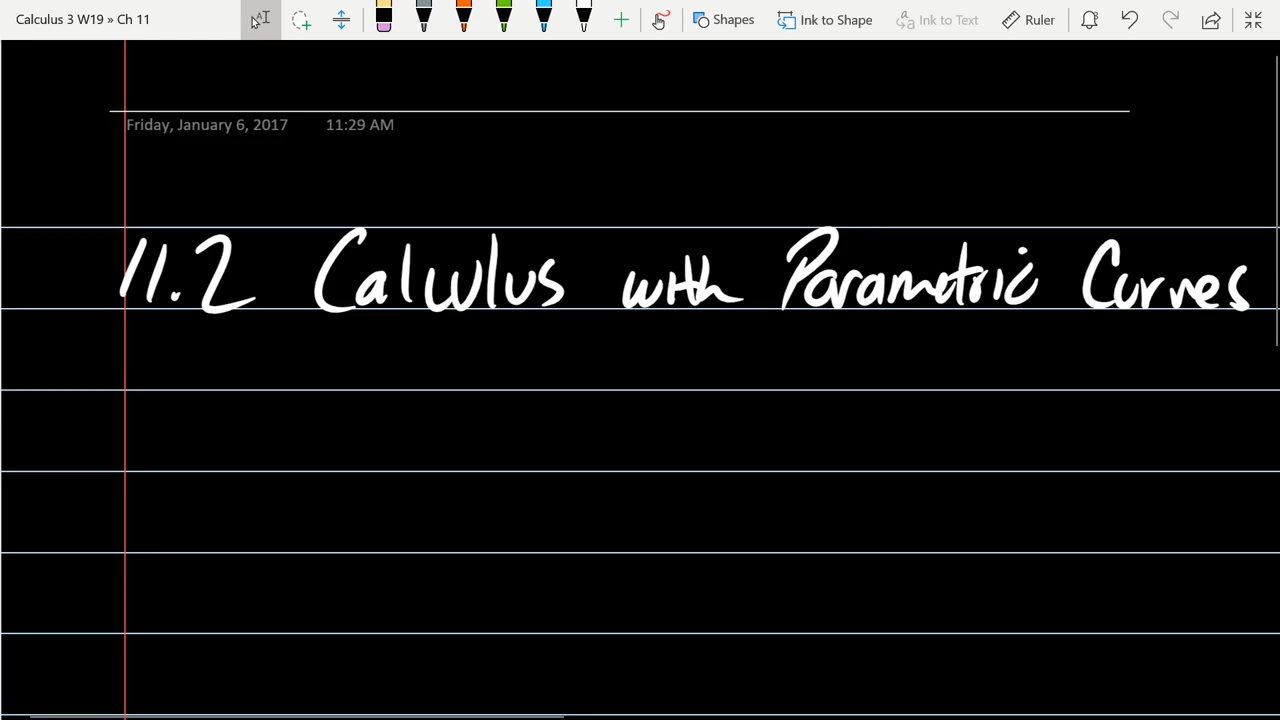 Calculus 3 W19 » Ch 11
Shapes
Ink to Shape
Ink to Text
Ruler
Friday, January 6, 2017 11:29 AM
11.2 Calculus with Parametric Curves